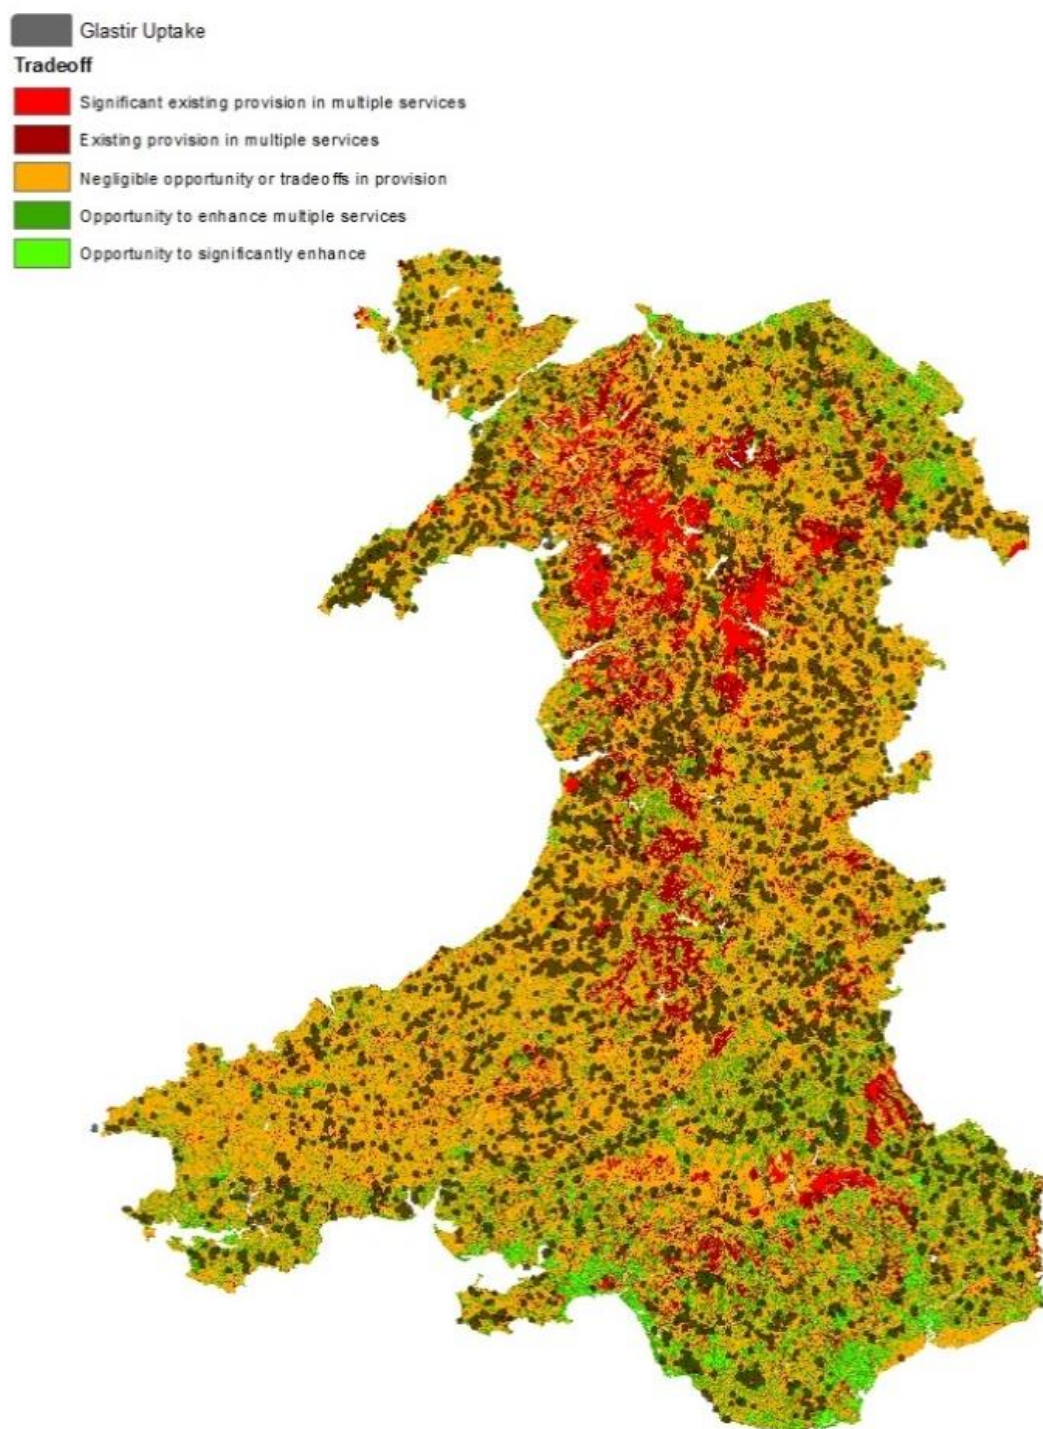 Glastir Uptake
Tradeoff
Significant existing provision in multiple services
Existing provision in multiple services
Negligible opportunity or tradeoffs in provision
Opportunity to enhance multiple services
Opportunity to significantly enhance